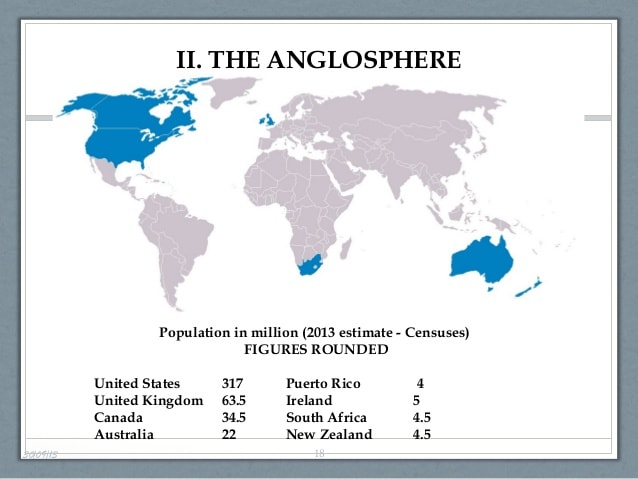 II. THE ANGLOSPHERE
Population in million (2013 estimate - Censuses)
FIGURES ROUNDED
United States 317 Puerto Rico 4
United Kingdom 63.5 Ireland 5
Canada 34.5 South Africa 4.5
Australia 22 New Zealand 4.5
18